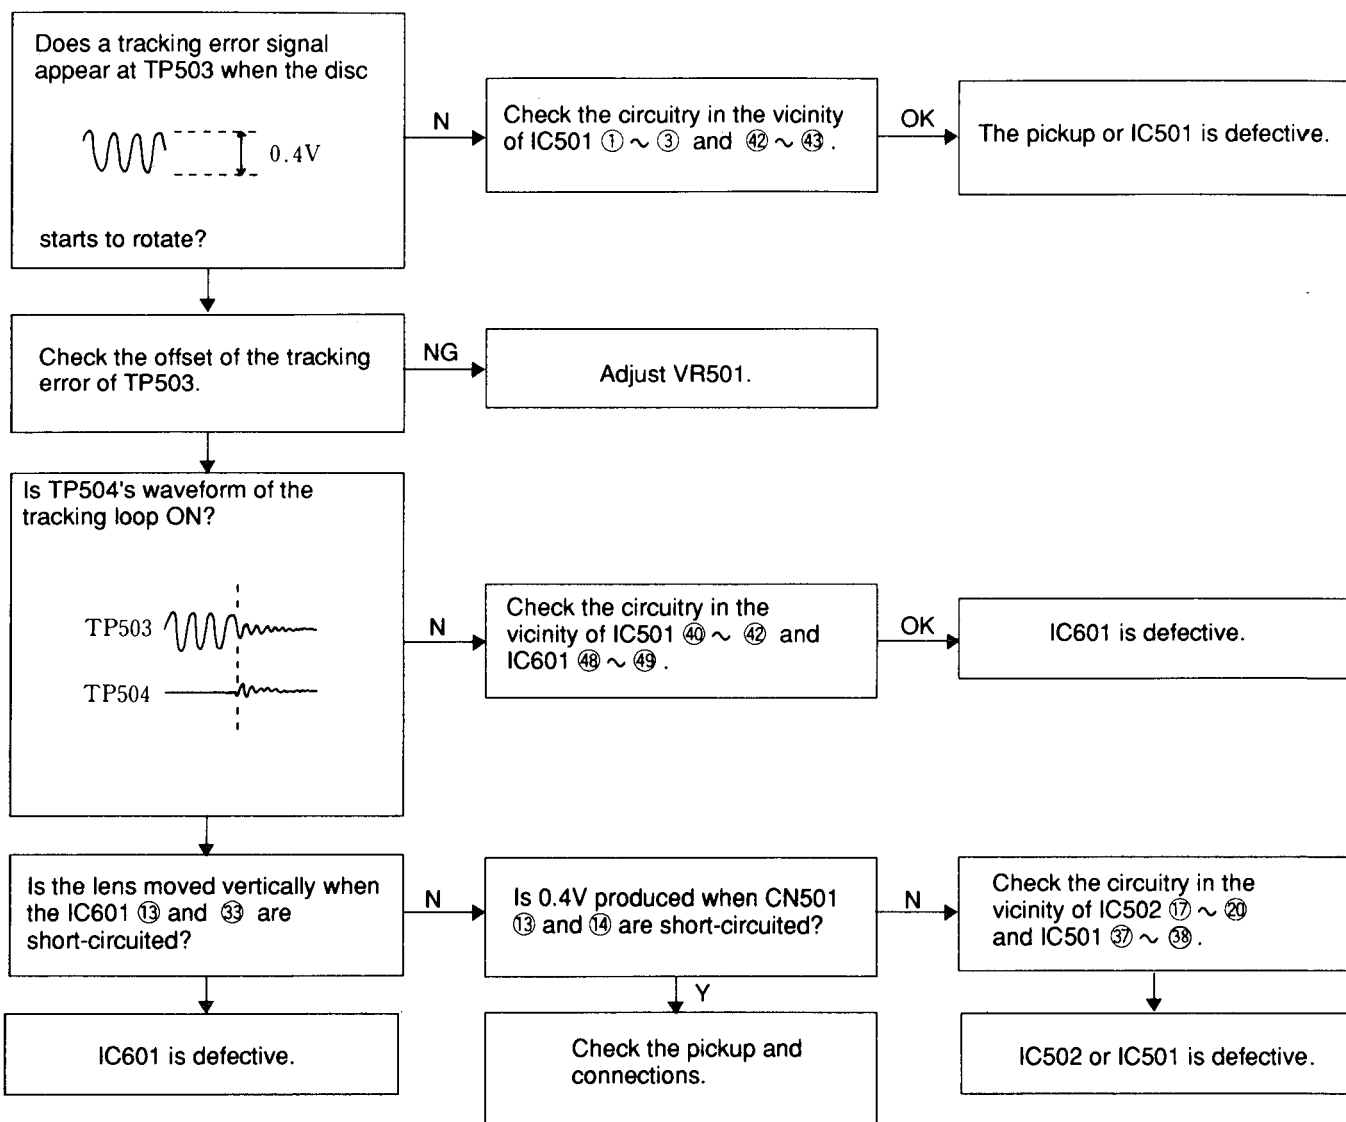 Does a tracking error signal
appear at TP503 when the disc
0.4V
starts to rotate?
N
Check the circuitry in the vicinity
of IC501 ① ~ ③ and ㊷ ~ ㊸ .
OK
The pickup or IC501 is defective.
Check the offset of the tracking
error of TP503.
NG
Adjust VR501.
Is TP504's waveform of the
tracking loop ON?
TP503
TP504
N
Check the circuitry in the
vicinity of IC501 ㊵ ~ ㊷ and
IC601 ㊽ ~ ㊾ .
OK
IC601 is defective.
Is the lens moved vertically when
the IC601 ⑬ and ㉝ are
short-circuited?
N
Is 0.4V produced when CN501
⑬ and ⑭ are short-circuited?
N
Check the circuitry in the
vicinity of IC502 ⑰ ~ ⑳
and IC501 ㊲ ~ ㊳ .
Y
IC601 is defective.
Check the pickup and
connections.
IC502 or IC501 is defective.